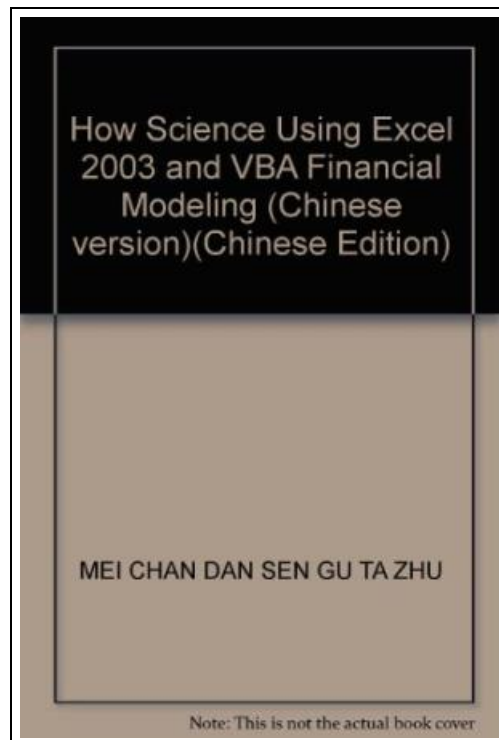 How Science Using Excel
2003 and VBA Financial
Modeling (Chinese
version)(Chinese Edition)
MEI CHAN DAN SEN GU TA ZHU
Note: This is not the actual book cover